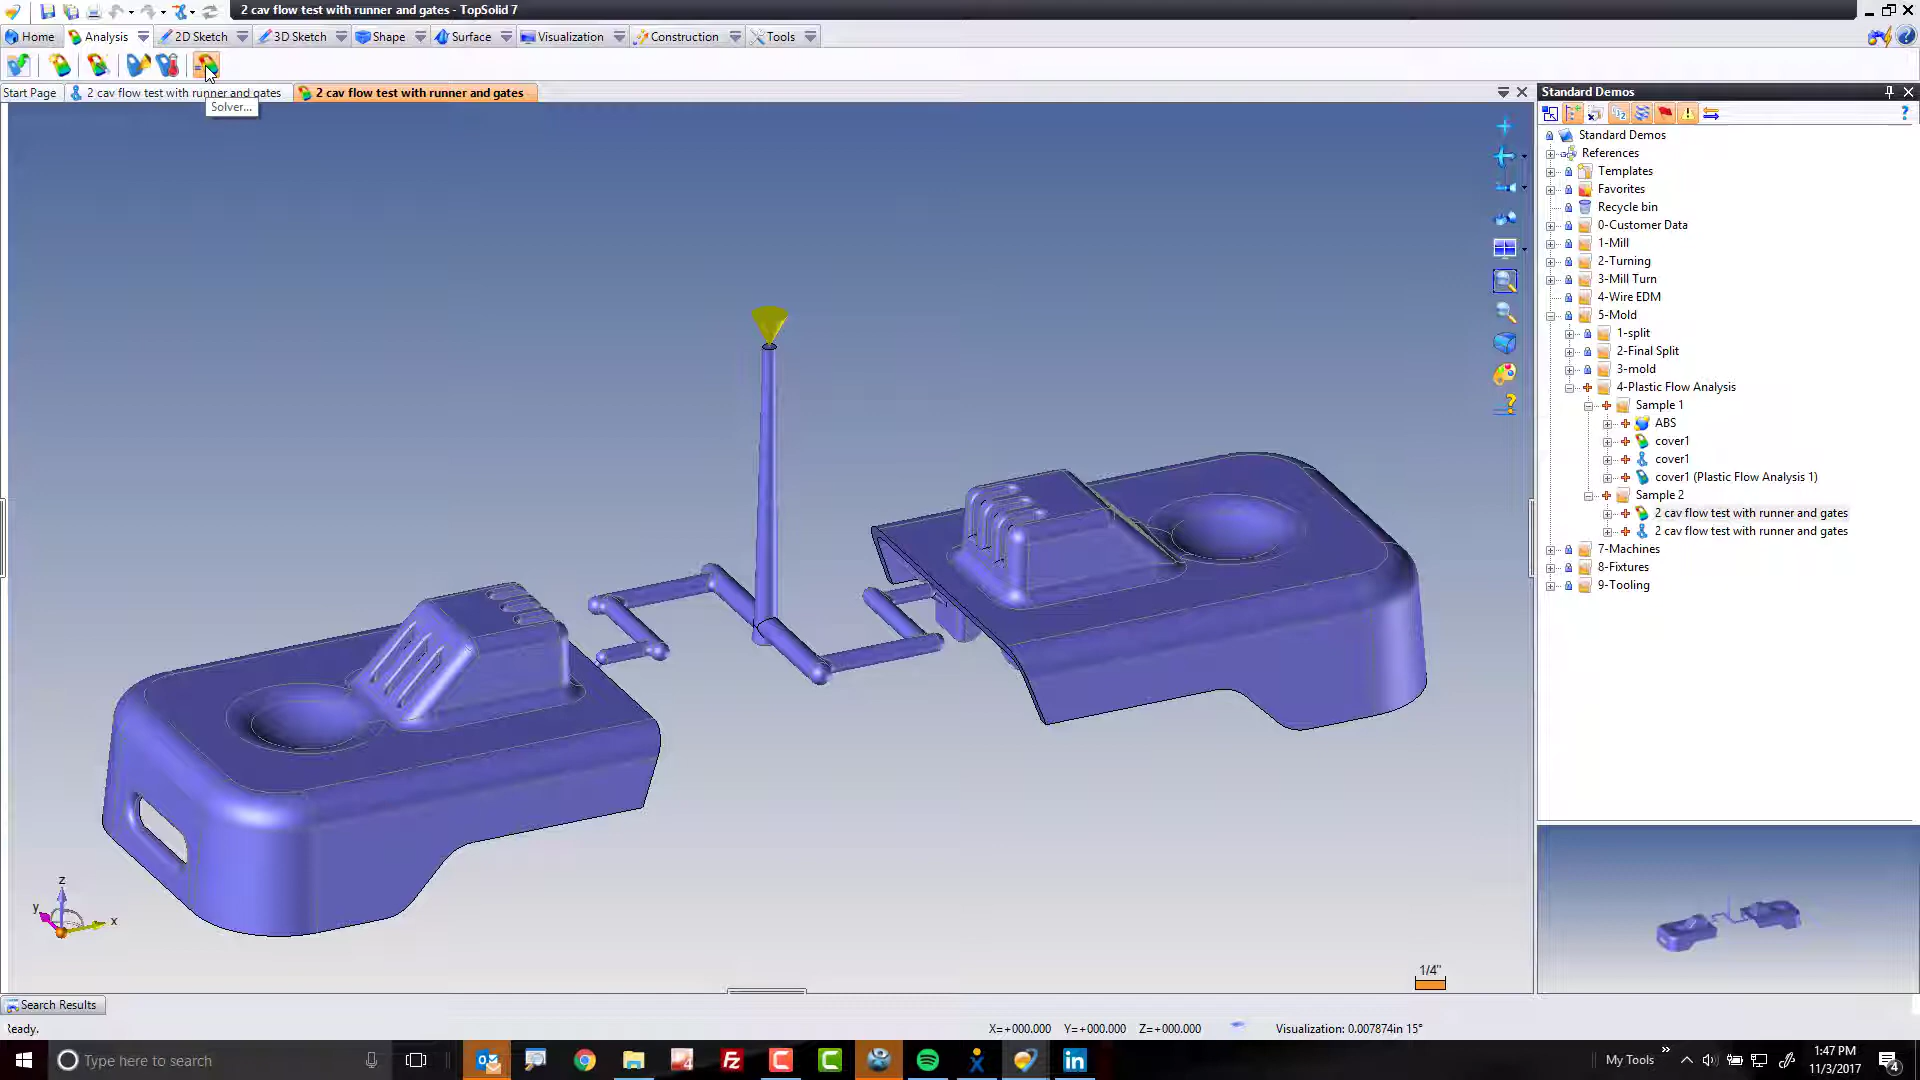 2 cav flow test with runner and gates - TopSolid 7
Home Analysis 2D Sketch 3D Sketch Shape Surface Visualization Construction Tools
Start Page 2 cav flow test with runner and gates 2 cav flow test with runner and gates
Solver...
Standard Demos
Standard Demos
References
Templates
Favorites
Recycle bin
0-Customer Data
1-Mill
2-Turning
3-Mill Turn
4-Wire EDM
5-Mold
1-split
2-Final Split
3-mold
4-Plastic Flow Analysis
Sample 1
ABS
cover1
cover1
cover1 (Plastic Flow Analysis 1)
Sample 2
2 cav flow test with runner and gates
2 cav flow test with runner and gates
7-Machines
8-Fixtures
9-Tooling
z
y
x
1/4"
Search Results
Ready.
X=+000.000 Y=+000.000 Z=+000.000 Visualization: 0.007874in 15°
Type here to search
My Tools
1:47 PM
11/3/2017
4